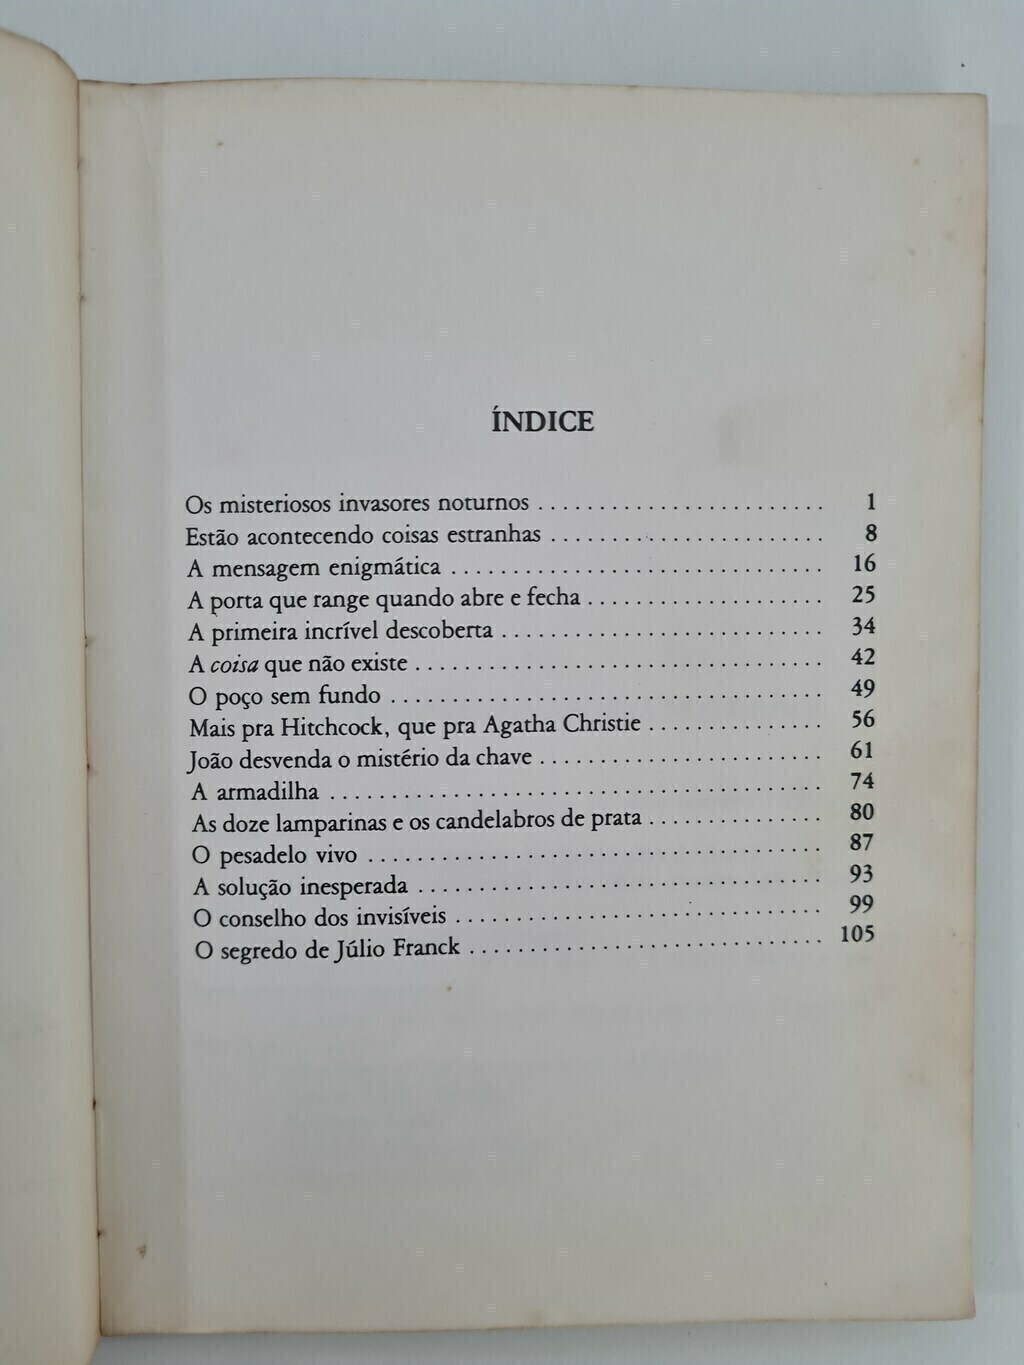 ÍNDICE
Os misteriosos invasores noturnos ........................ 1
Estão acontecendo coisas estranhas ....................... 8
A mensagem enigmática ............................... 16
A porta que range quando abre e fecha .................... 25
A primeira incrível descoberta ........................... 34
A coisa que não existe .................................. 42
O poço sem fundo .................................... 49
Mais pra Hitchcock, que pra Agatha Christie ............... 56
João desvenda o mistério da chave ........................ 61
A armadilha ......................................... 74
As doze lamparinas e os candelabros de prata ............... 80
O pesadelo vivo ...................................... 87
A solução inesperada .................................. 93
O conselho dos invisíveis ............................... 99
O segredo de Júlio Franck .............................. 105